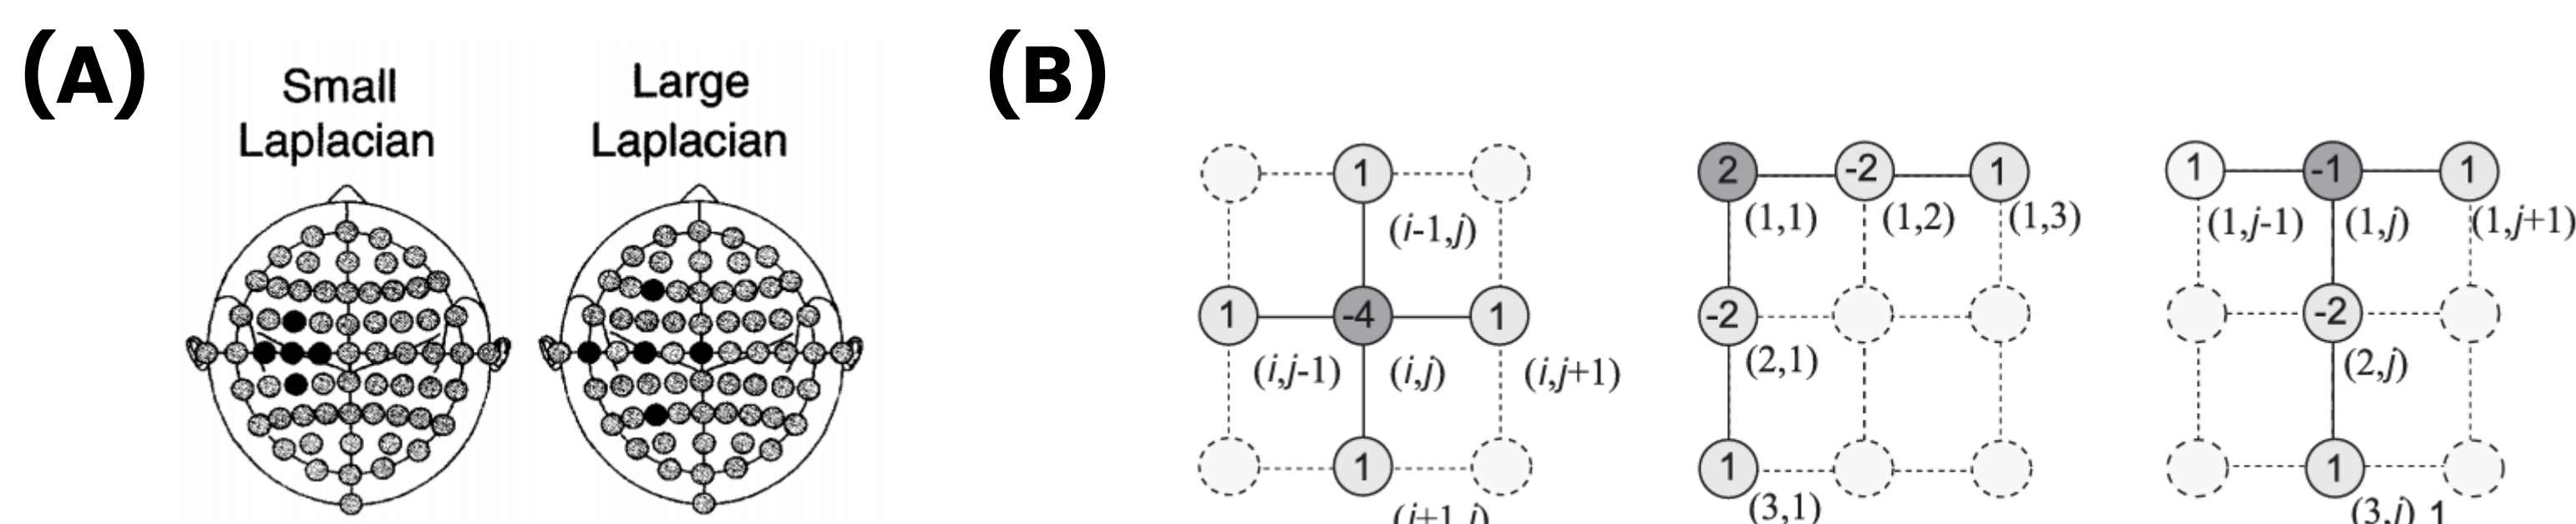 (A)
Small
Laplacian
Large
Laplacian
(B)
1
(i-1,j)
1
-4
1
(i,j-1)
(i,j)
(i,j+1)
1
(i+1,j)
2
-2
1
(1,1)
(1,2)
(1,3)
-2
(2,1)
1
(3,1)
1
-1
1
(1,j-1)
(1,j)
(1,j+1)
-2
(2,j)
1
(3,j)
1